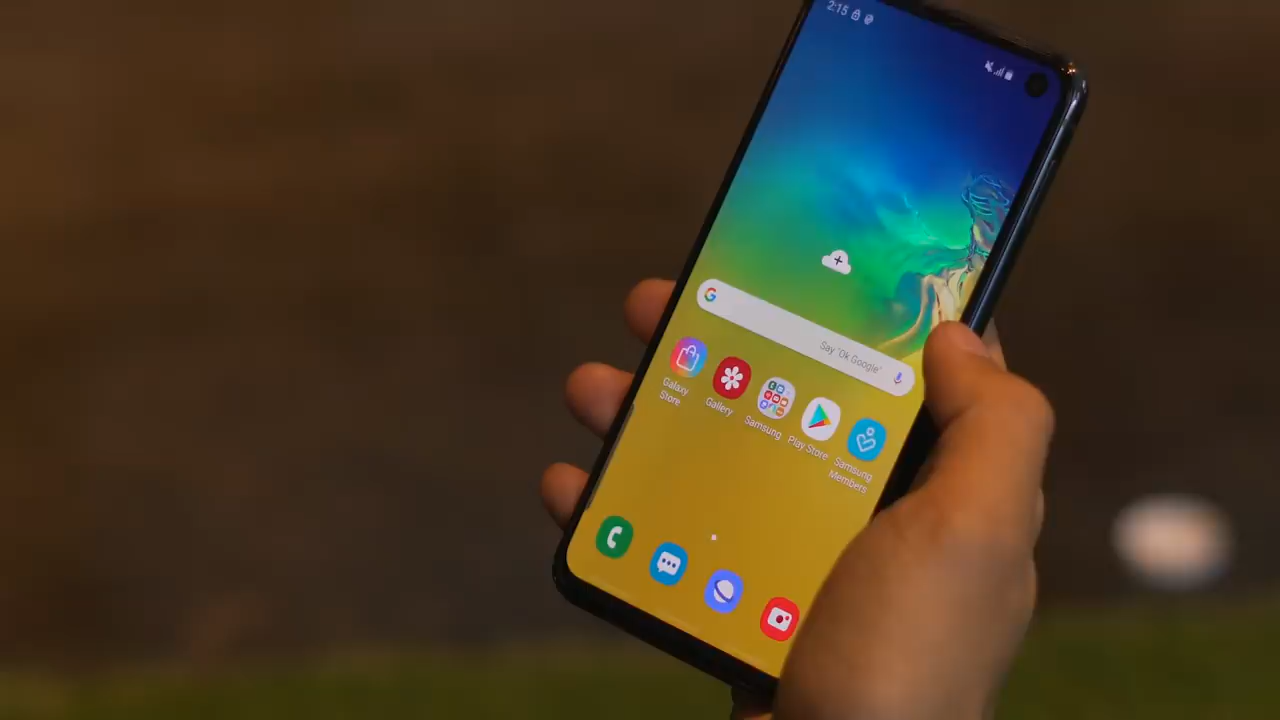 2:15
Say "Ok Google"
Galaxy
Store
Gallery
Samsung
Play Store
Samsung
Members